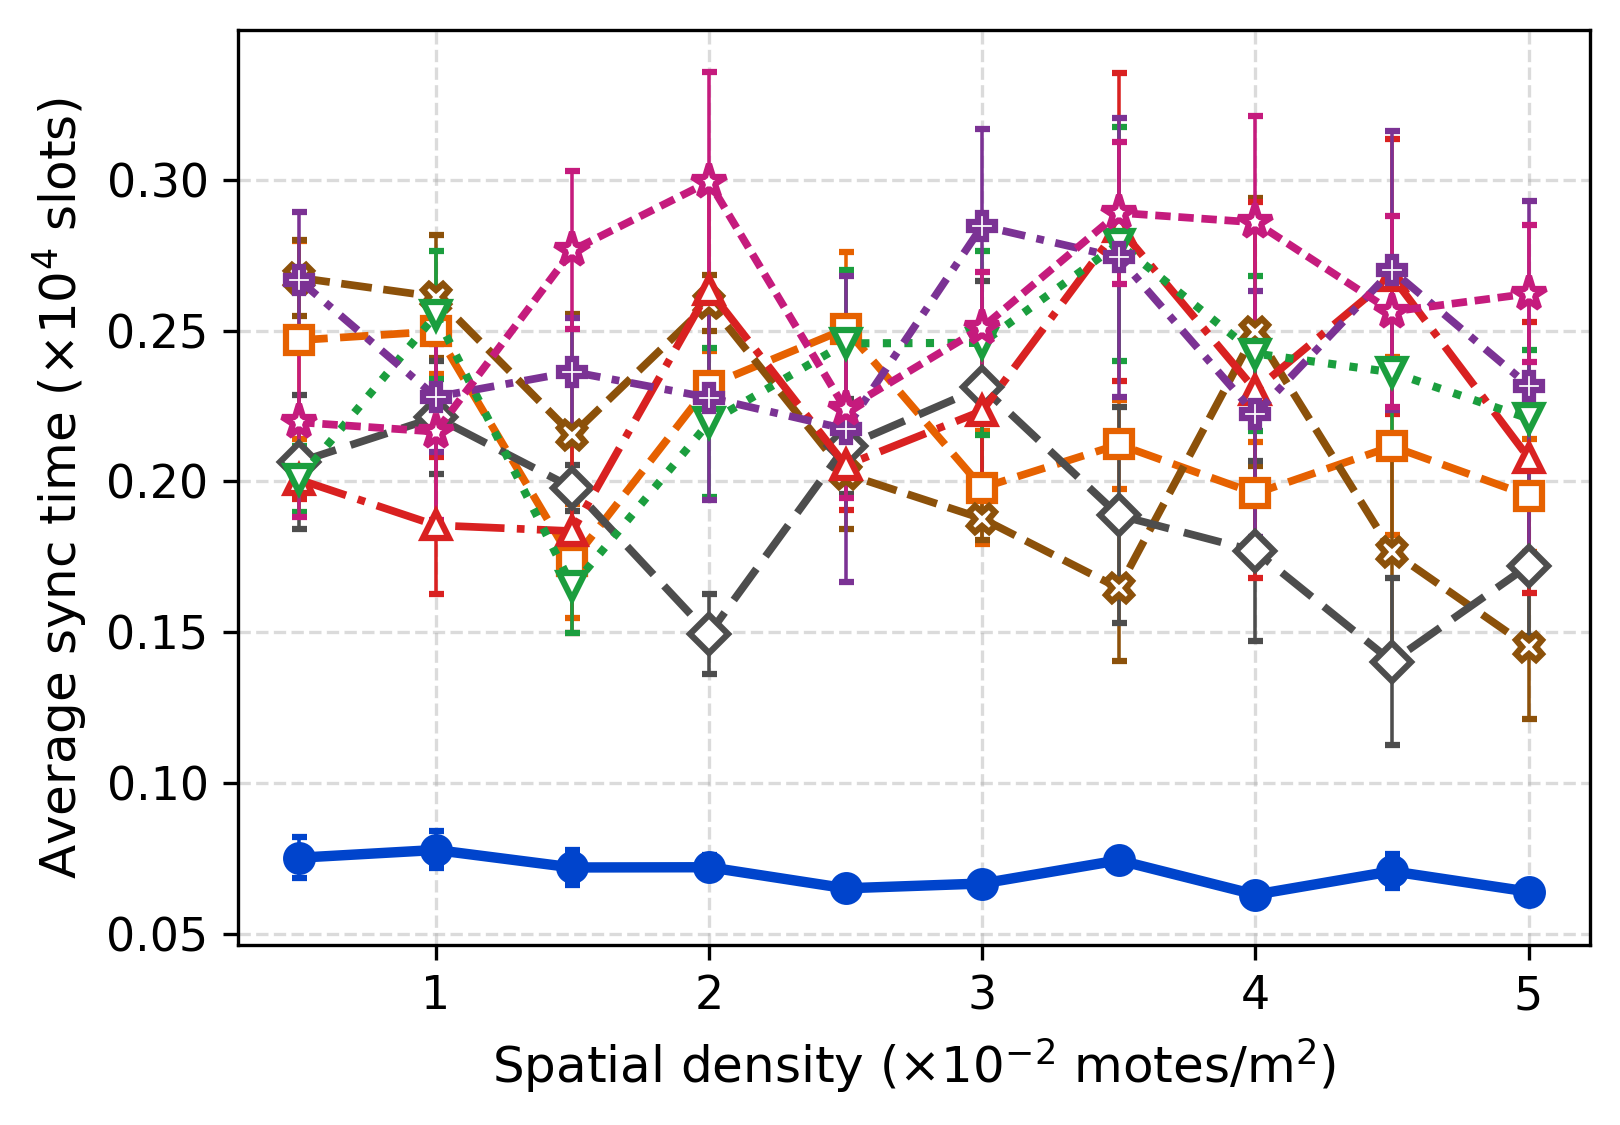 Average sync time (×10⁴ slots)
0.30
0.25
0.20
0.15
0.10
0.05
1 2 3 4 5
Spatial density (×10⁻² motes/m²)